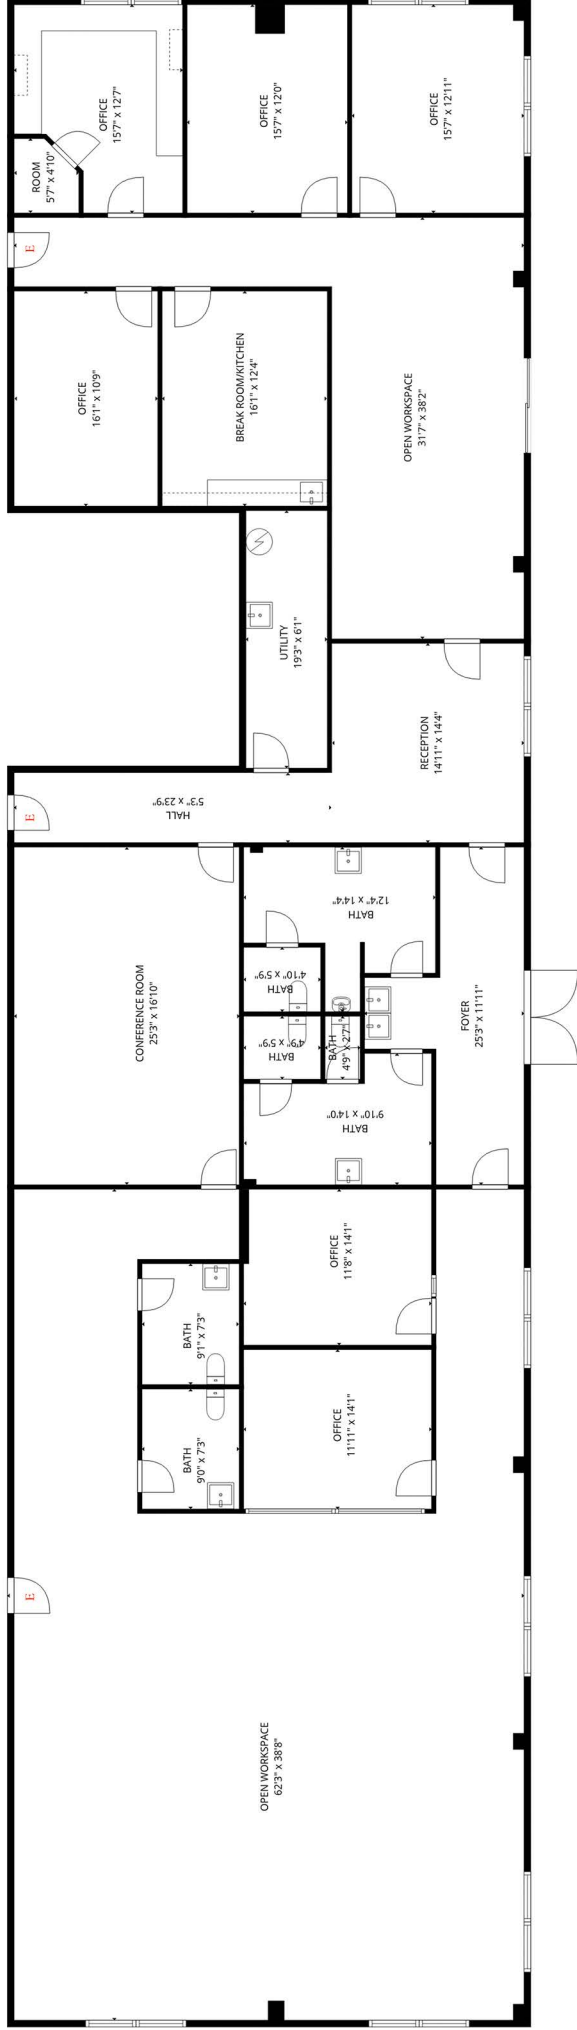 OFFICE
15'7" x 12'7"
OFFICE
15'7" x 12'0"
OFFICE
15'7" x 12'11"
ROOM
5'7" x 4'10"
E
OFFICE
16'1" x 10'9"
BREAK ROOM/KITCHEN
16'1" x 12'4"
OPEN WORKSPACE
31'7" x 38'2"
UTILITY
19'3" x 6'1"
RECEPTION
14'11" x 14'4"
HALL
5'3" x 23'9"
E
CONFERENCE ROOM
25'3" x 16'10"
BATH
12'4" x 14'4"
BATH
4'10" x 5'9"
BATH
4'9" x 5'9"
BATH
4'9" x 2'7"
FOYER
25'3" x 11'11"
BATH
9'10" x 14'0"
OFFICE
11'8" x 14'1"
BATH
9'1" x 7'3"
OFFICE
11'11" x 14'1"
BATH
9'0" x 7'3"
E
OPEN WORKSPACE
62'3" x 38'8"